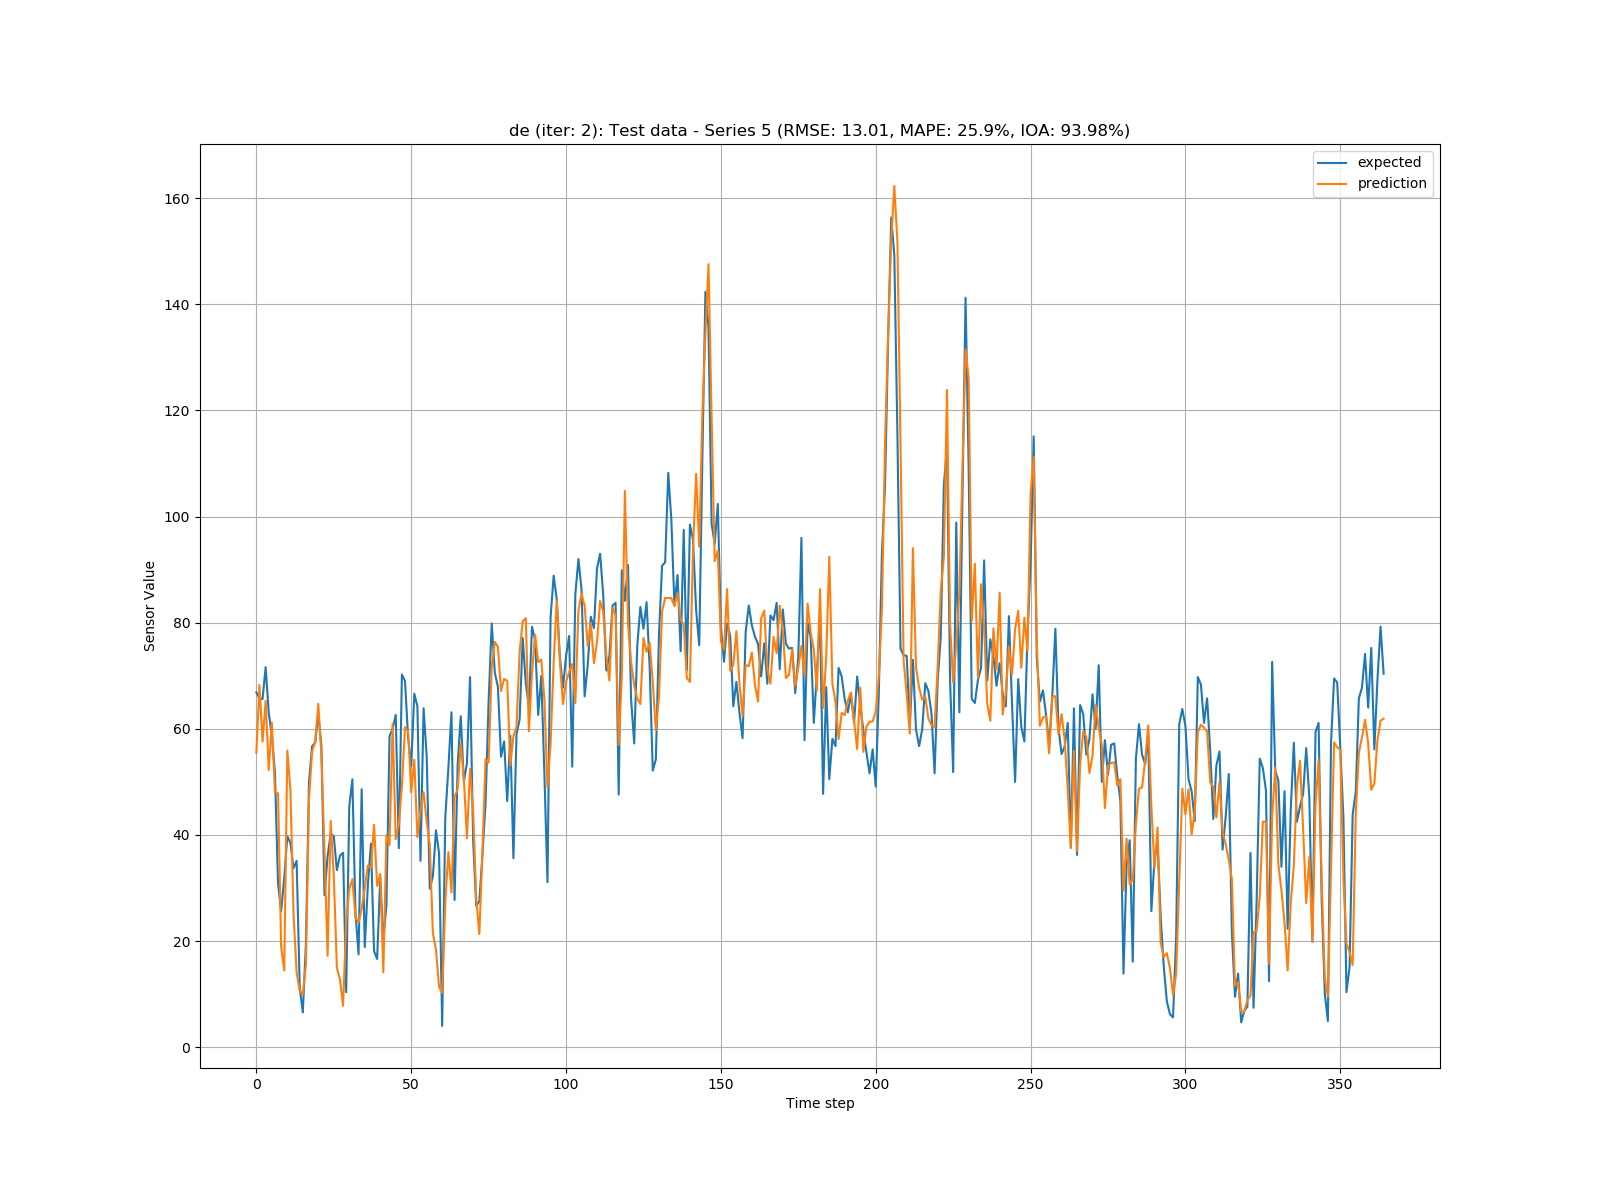 de (iter: 2): Test data - Series 5 (RMSE: 13.01, MAPE: 25.9%, IOA: 93.98%)
expected
prediction
160
140
120
100
80
60
40
20
0
Sensor Value
0 50 100 150 200 250 300 350
Time step